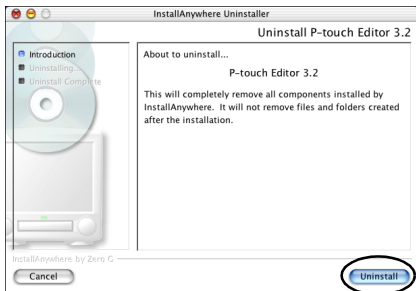 InstallAnywhere Uninstaller
Uninstall P-touch Editor 3.2
Introduction
Uninstalling...
Uninstall Complete
About to uninstall...
P-touch Editor 3.2
This will completely remove all components installed by
InstallAnywhere. It will not remove files and folders created
after the installation.
InstallAnywhere by Zero G
Cancel
Uninstall